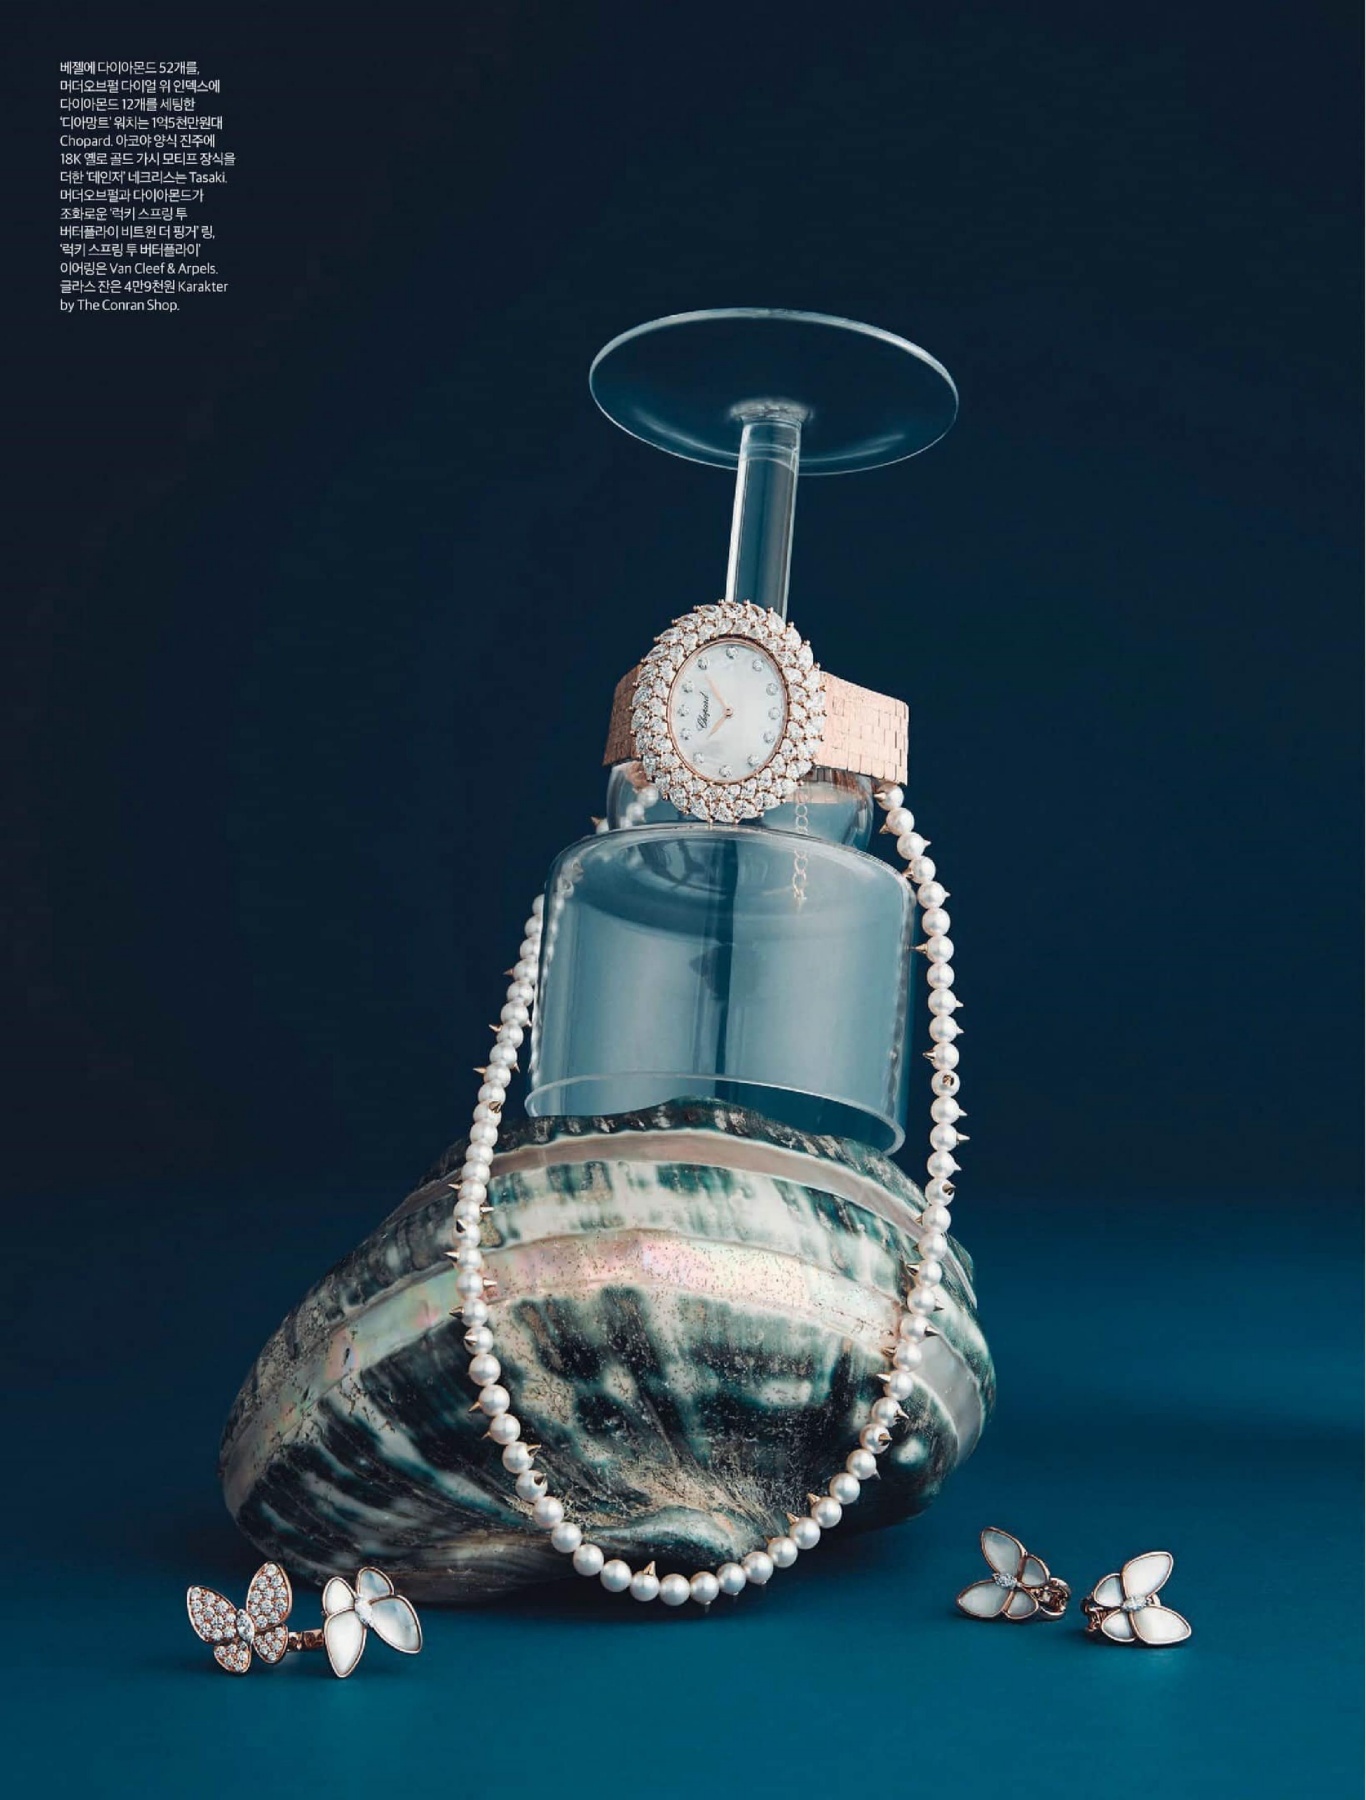 베젤에 다이아몬드 52개를,
머더오브펄 다이얼 위 인덱스에
다이아몬드 12개를 세팅한
‘디아망트’ 워치는 1억5천만원대
Chopard. 아코야 양식 진주에
18K 옐로 골드 가시 모티프 장식을
더한 ‘데인저’ 네크리스는 Tasaki.
머더오브펄과 다이아몬드가
조화로운 ‘럭키 스프링 투
버터플라이 비트윈 더 핑거’ 링,
‘럭키 스프링 투 버터플라이’
이어링은 Van Cleef & Arpels.
글라스 잔은 4만9천원 Karakter
by The Conran Shop.
Chopard